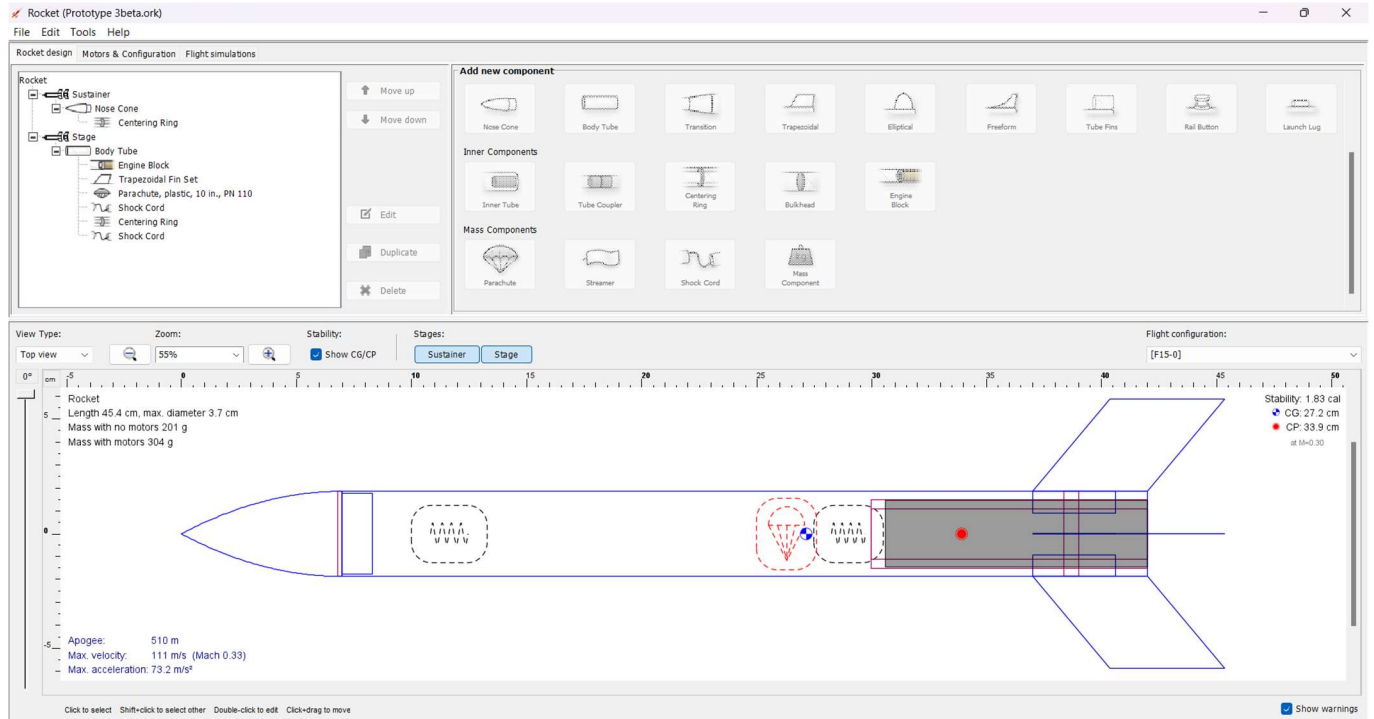 Rocket (Prototype 3beta.ork)
File Edit Tools Help
Rocket design Motors & Configuration Flight simulations
Rocket
Sustainer
Nose Cone
Centering Ring
Stage
Body Tube
Engine Block
Trapezoidal Fin Set
Parachute, plastic, 10 in., PN 110
Shock Cord
Centering Ring
Shock Cord
Move up
Move down
Edit
Duplicate
Delete
Add new component
Nose Cone Body Tube Transition Trapezoidal Elliptical Freeform Tube Fins Rail Button Launch Lug
Inner Components
Inner Tube Tube Coupler Centering Ring Bulkhead Engine Block
Mass Components
Parachute Streamer Shock Cord Mass Component
View Type: Zoom: Stability: Stages: Flight configuration:
Top view 55% Show CG/CP Sustainer Stage [F15-0]
0° cm -5 0 5 10 15 20 25 30 35 40 45 50
5
0
-5
Rocket
Length 45.4 cm, max. diameter 3.7 cm
Mass with no motors 201 g
Mass with motors 304 g
Stability: 1.83 cal
CG: 27.2 cm
CP: 33.9 cm
at M=0.30
Apogee: 510 m
Max. velocity: 111 m/s (Mach 0.33)
Max. acceleration: 73.2 m/s²
Click to select Shift+click to select other Double-click to edit Click+drag to move
Show warnings